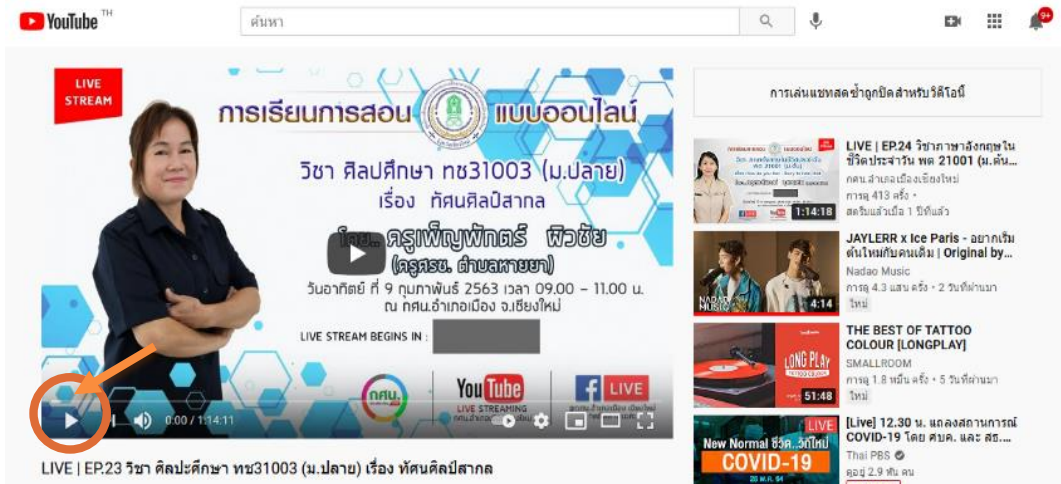 YouTube TH
ค้นหา
9+
LIVE
STREAM
การเรียนการสอน แบบออนไลน์
วิชา ศิลปศึกษา ทช31003 (ม.ปลาย)
เรื่อง ทัศนศิลป์สากล
โดย.. ครูเพ็ญพักตร์ ผิวชัย
(ครูศรช. ตำบลหายยา)
วันอาทิตย์ ที่ 9 กุมภาพันธ์ 2563 เวลา 09.00 – 11.00 น.
ณ กศน.อำเภอเมือง จ.เชียงใหม่
LIVE STREAM BEGINS IN :
กศน.
YouTube
LIVE STREAMING
LIVE
0:00 / 1:14:11
LIVE | EP.23 วิชา ศิลปะศึกษา ทช31003 (ม.ปลาย) เรื่อง ทัศนศิลป์สากล
การเล่นแชทสดซ้ำถูกปิดสำหรับวิดีโอนี้
1:14:18
LIVE | EP.24 วิชาภาษาอังกฤษใน
ชีวิตประจำวัน พต 21001 (ม.ต้น...
กศน.อำเภอเมืองเชียงใหม่
การดู 413 ครั้ง •
สตรีมแล้วเมื่อ 1 ปีที่แล้ว
NADAO
MUSIC
4:14
JAYLERR x Ice Paris - อยากเริ่ม
ต้นใหม่กับคนเดิม | Original by...
Nadao Music
การดู 4.3 แสน ครั้ง • 2 วันที่ผ่านมา
ใหม่
LONG PLAY
TATTOO COLOUR
51:48
THE BEST OF TATTOO
COLOUR [LONGPLAY]
SMALLROOM
การดู 1.8 หมื่น ครั้ง • 5 วันที่ผ่านมา
ใหม่
LIVE
New Normal ชีวิต..วิถีใหม่
COVID-19
26 พ.ค. 64
[Live] 12.30 น. แถลงสถานการณ์
COVID-19 โดย ศบค. และ สธ....
Thai PBS
ดูอยู่ 2.9 พัน คน